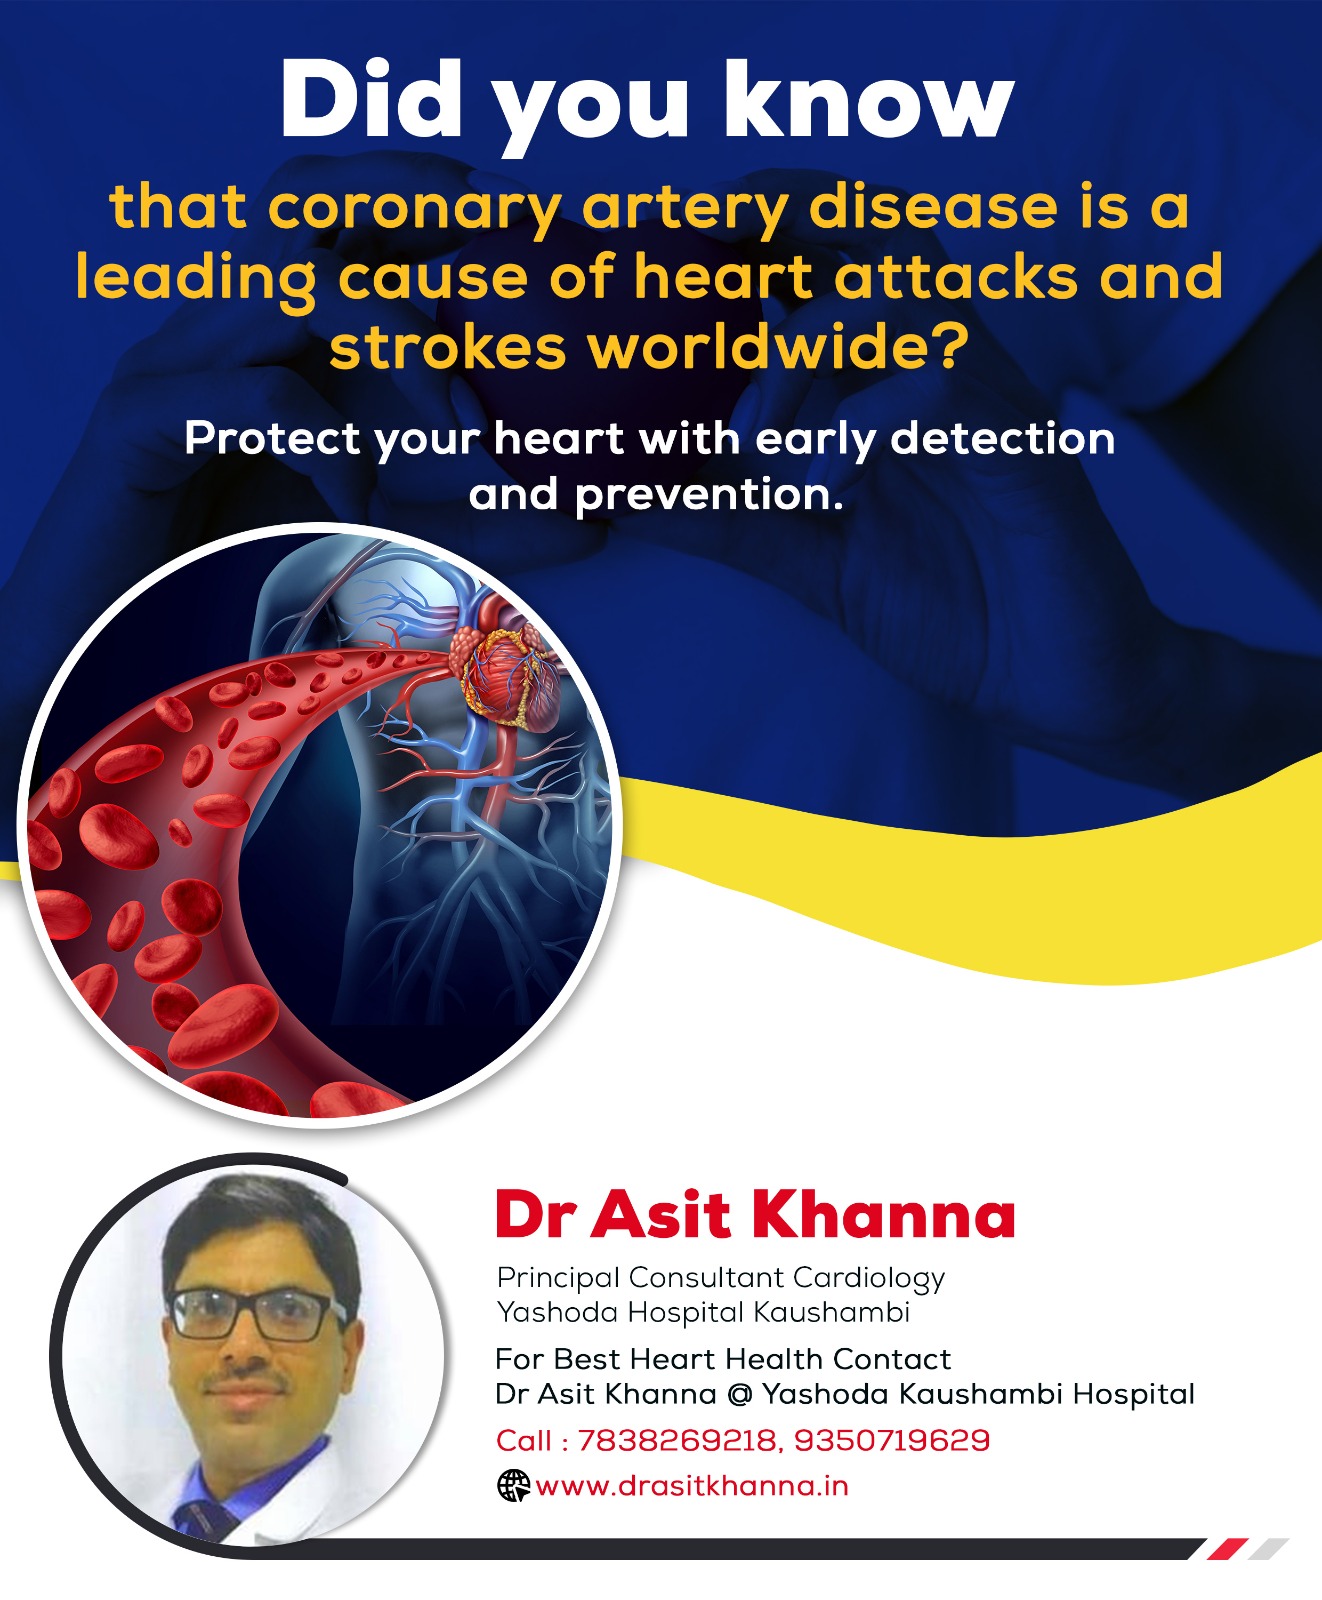 Did you know
that coronary artery disease is a
leading cause of heart attacks and
strokes worldwide?
Protect your heart with early detection
and prevention.
Dr Asit Khanna
Principal Consultant Cardiology
Yashoda Hospital Kaushambi
For Best Heart Health Contact
Dr Asit Khanna @ Yashoda Kaushambi Hospital
Call : 7838269218, 9350719629
www.drasitkhanna.in